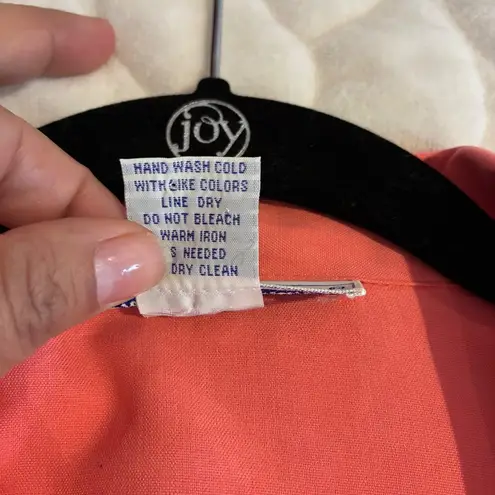 joy
HAND WASH COLD
WITH LIKE COLORS
LINE DRY
DO NOT BLEACH
WARM IRON
S NEEDED
DRY CLEAN